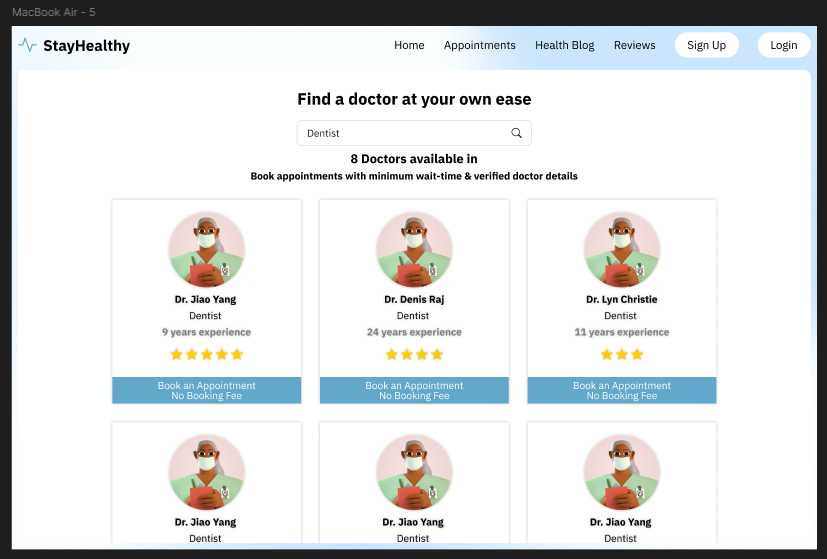 MacBook Air - 5
StayHealthy
Home Appointments Health Blog Reviews Sign Up Login
Find a doctor at your own ease
Dentist
8 Doctors available in
Book appointments with minimum wait-time & verified doctor details
Dr. Jiao Yang
Dentist
9 years experience
Book an Appointment
No Booking Fee
Dr. Denis Raj
Dentist
24 years experience
Book an Appointment
No Booking Fee
Dr. Lyn Christie
Dentist
11 years experience
Book an Appointment
No Booking Fee
Dr. Jiao Yang
Dentist
Dr. Jiao Yang
Dentist
Dr. Jiao Yang
Dentist